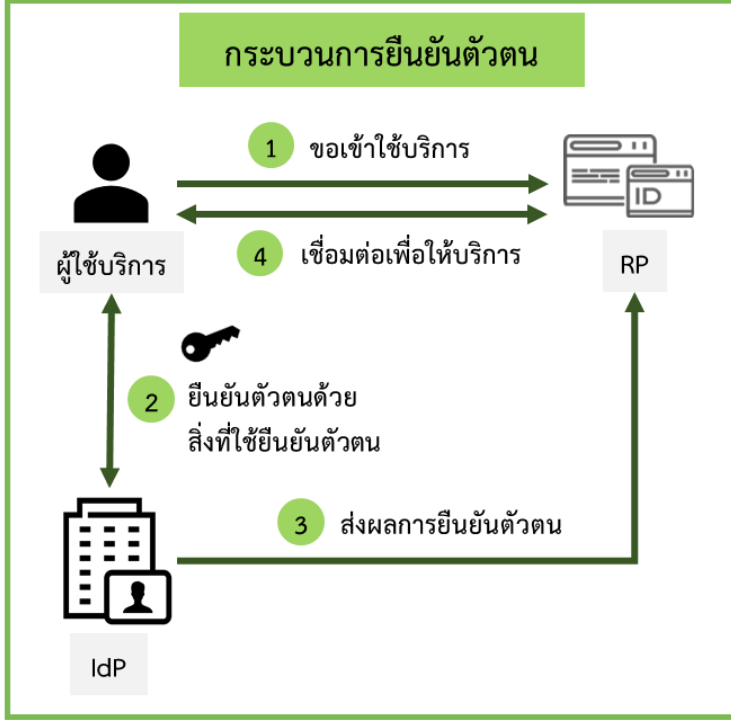 กระบวนการยืนยันตัวตน
1 ขอเข้าใช้บริการ
ID
4 เชื่อมต่อเพื่อให้บริการ
ผู้ใช้บริการ
RP
2 ยืนยันตัวตนด้วย
สิ่งที่ใช้ยืนยันตัวตน
3 ส่งผลการยืนยันตัวตน
IdP